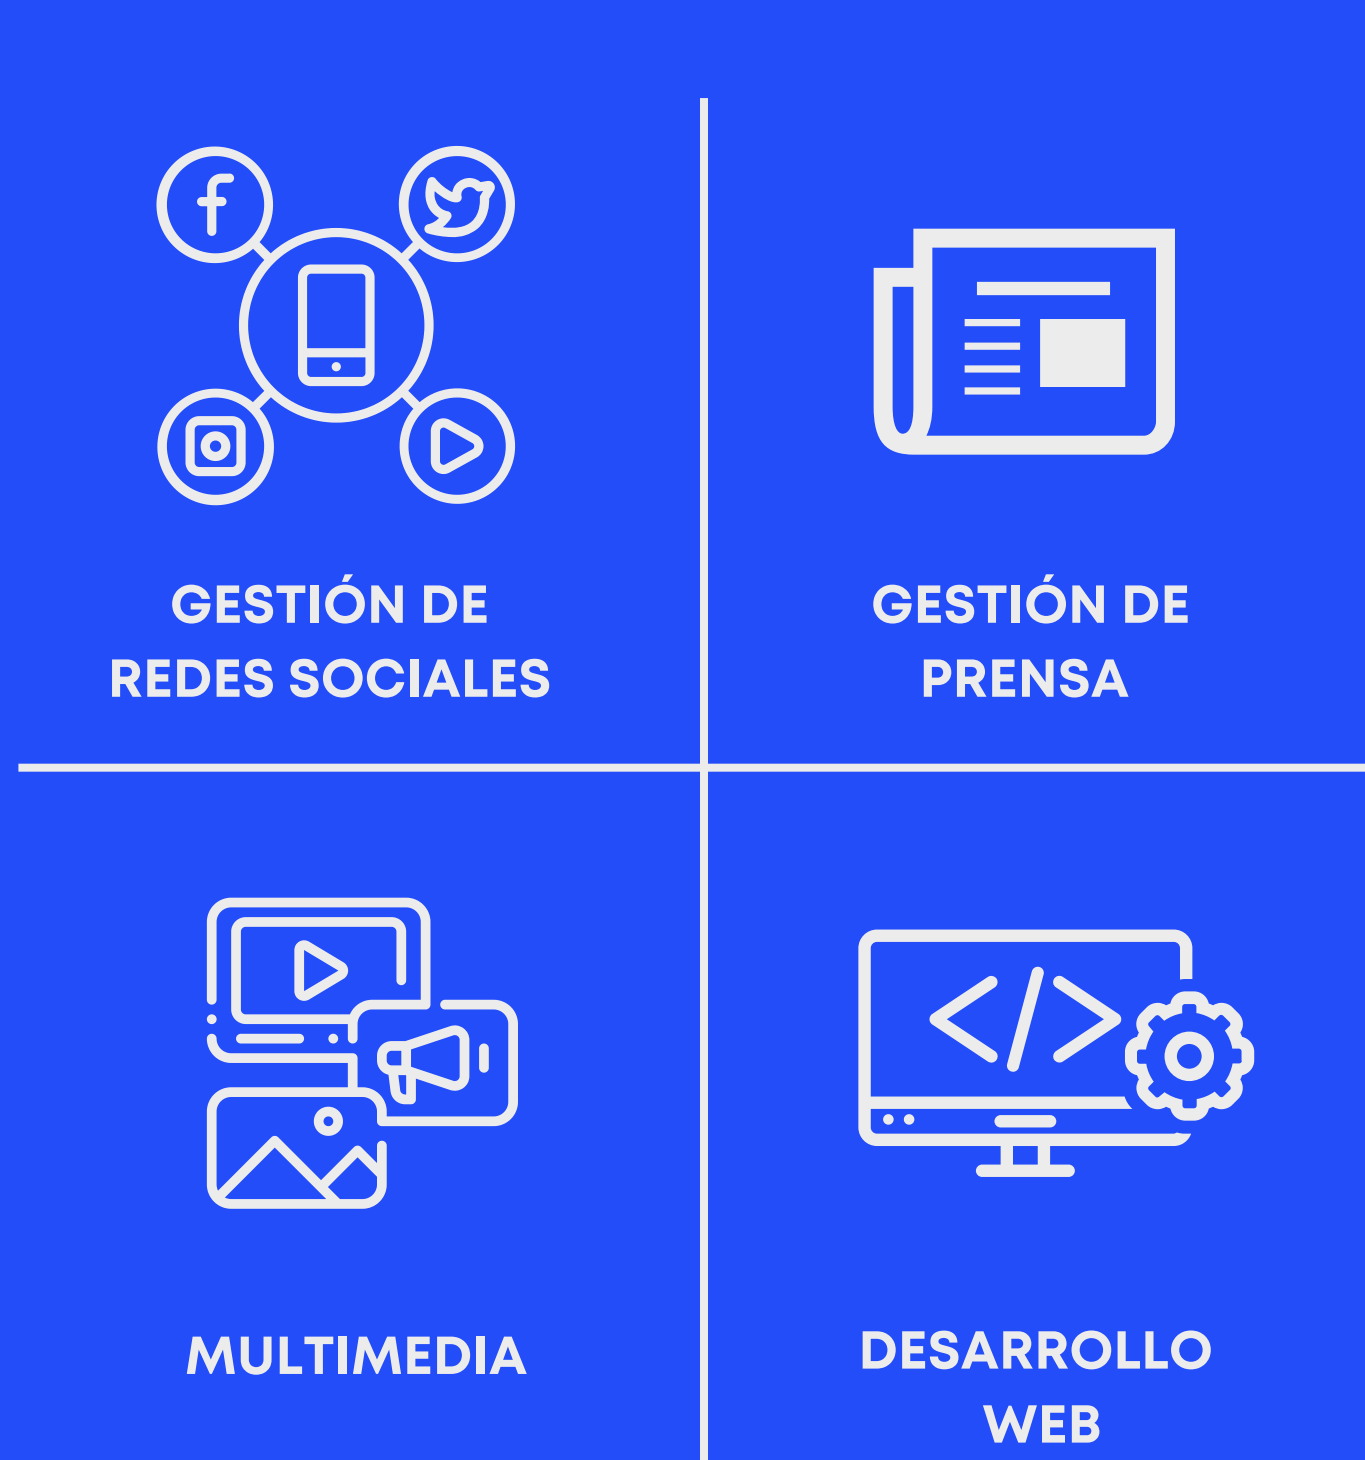 GESTIÓN DE
REDES SOCIALES
GESTIÓN DE
PRENSA
MULTIMEDIA
DESARROLLO
WEB